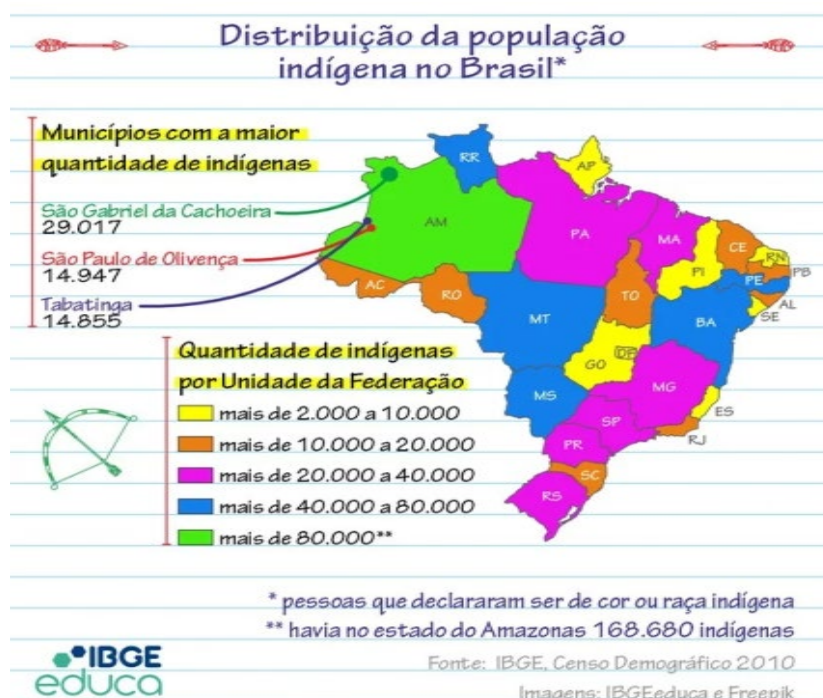 Distribuição da população
indígena no Brasil*
Municípios com a maior
quantidade de indígenas
São Gabriel da Cachoeira
29.017
São Paulo de Olivença
14.947
Tabatinga
14.855
RR
AP
AM
PA
MA
CE
RN
PB
PI
PE
AL
SE
AC
RO
TO
MT
BA
GO
DF
MS
MG
ES
SP
RJ
PR
SC
RS
Quantidade de indígenas
por Unidade da Federação
mais de 2.000 a 10.000
mais de 10.000 a 20.000
mais de 20.000 a 40.000
mais de 40.000 a 80.000
mais de 80.000**
* pessoas que declararam ser de cor ou raça indígena
** havia no estado do Amazonas 168.680 indígenas
IBGE
educa
Fonte: IBGE, Censo Demográfico 2010
Imagens: IBGEeduca e Freepik